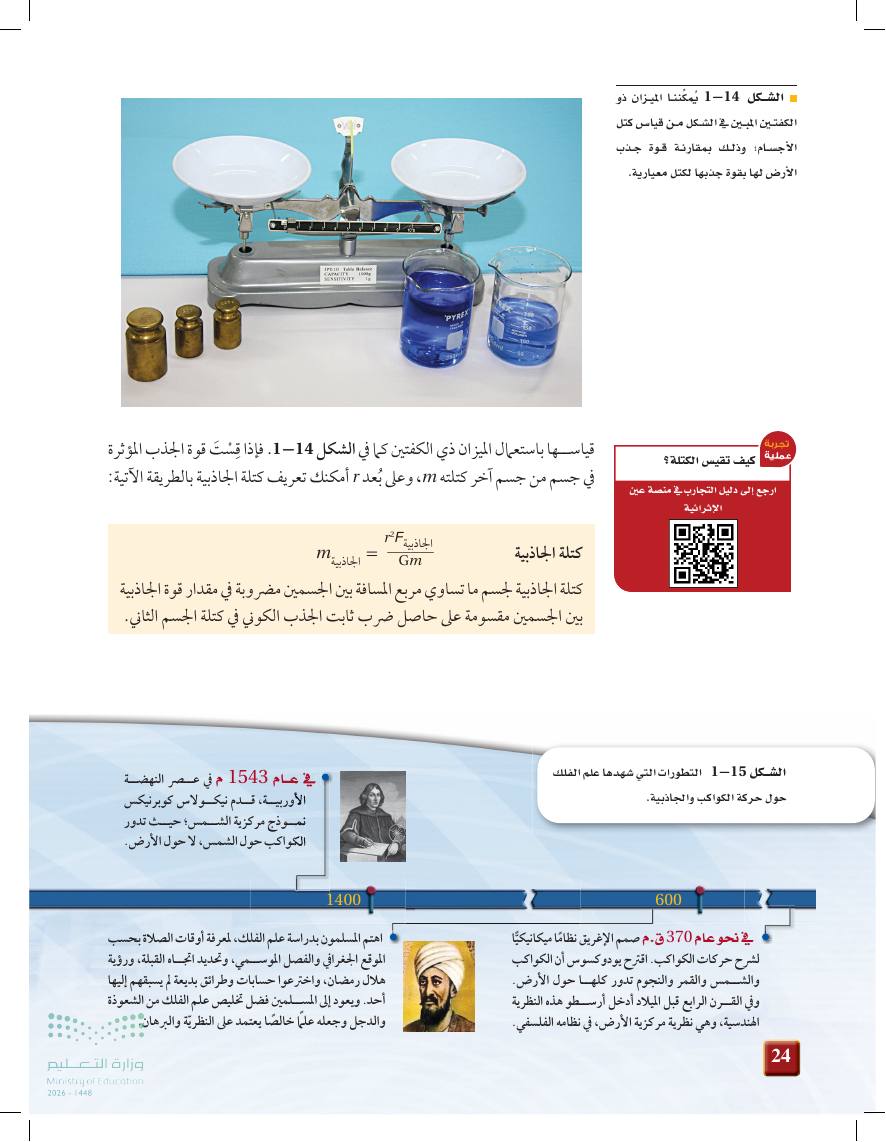 الشكل 14–1 يُمكّننا الميزان ذو
الكفتين المبين في الشكل من قياس كتل
الأجسام؛ وذلك بمقارنة قوة جذب
الأرض لها بقوة جذبها لكتل معيارية.
CAPACITY
SENSITIVITY 1g
PYREX
قياسها باستعمال الميزان ذي الكفتين كما في الشكل 14–1. فإذا قِسْتَ قوة الجذب المؤثرة
في جسم من جسم آخر كتلته m، وعلى بُعد r أمكنك تعريف كتلة الجاذبية بالطريقة الآتية:
تجربة
عملية
كيف تقيس الكتلة؟
ارجع إلى دليل التجارب في منصة عين
الإثرائية
كتلة الجاذبية m الجاذبية = r²F الجاذبية / Gm
كتلة الجاذبية لجسم ما تساوي مربع المسافة بين الجسمين مضروبة في مقدار قوة الجاذبية
بين الجسمين مقسومة على حاصل ضرب ثابت الجذب الكوني في كتلة الجسم الثاني.
الشكل 15–1 التطورات التي شهدها علم الفلك
حول حركة الكواكب والجاذبية.
في عام 1543 م في عصر النهضة
الأوربية، قدم نيكولاس كوبرنيكس
نموذج مركزية الشمس؛ حيث تدور
الكواكب حول الشمس، لا حول الأرض.
600
1400
في نحو عام 370 ق.م صمم الإغريق نظامًا ميكانيكيًّا
لشرح حركات الكواكب. اقترح يودوكسوس أن الكواكب
والشمس والقمر والنجوم تدور كلها حول الأرض.
وفي القرن الرابع قبل الميلاد أدخل أرسطو هذه النظرية
الهندسية، وهي نظرية مركزية الأرض، في نظامه الفلسفي.
اهتم المسلمون بدراسة علم الفلك، لمعرفة أوقات الصلاة بحسب
الموقع الجغرافي والفصل الموسمي، وتحديد اتجاه القبلة، ورؤية
هلال رمضان، واخترعوا حسابات وطرائق بديعة لم يسبقهم إليها
أحد. ويعود إلى المسلمين فضل تخليص علم الفلك من الشعوذة
والدجل وجعله علمًا خالصًا يعتمد على النظريّة والبرهان
24
وزارة التعليم
Ministry of Education
2026 - 1448